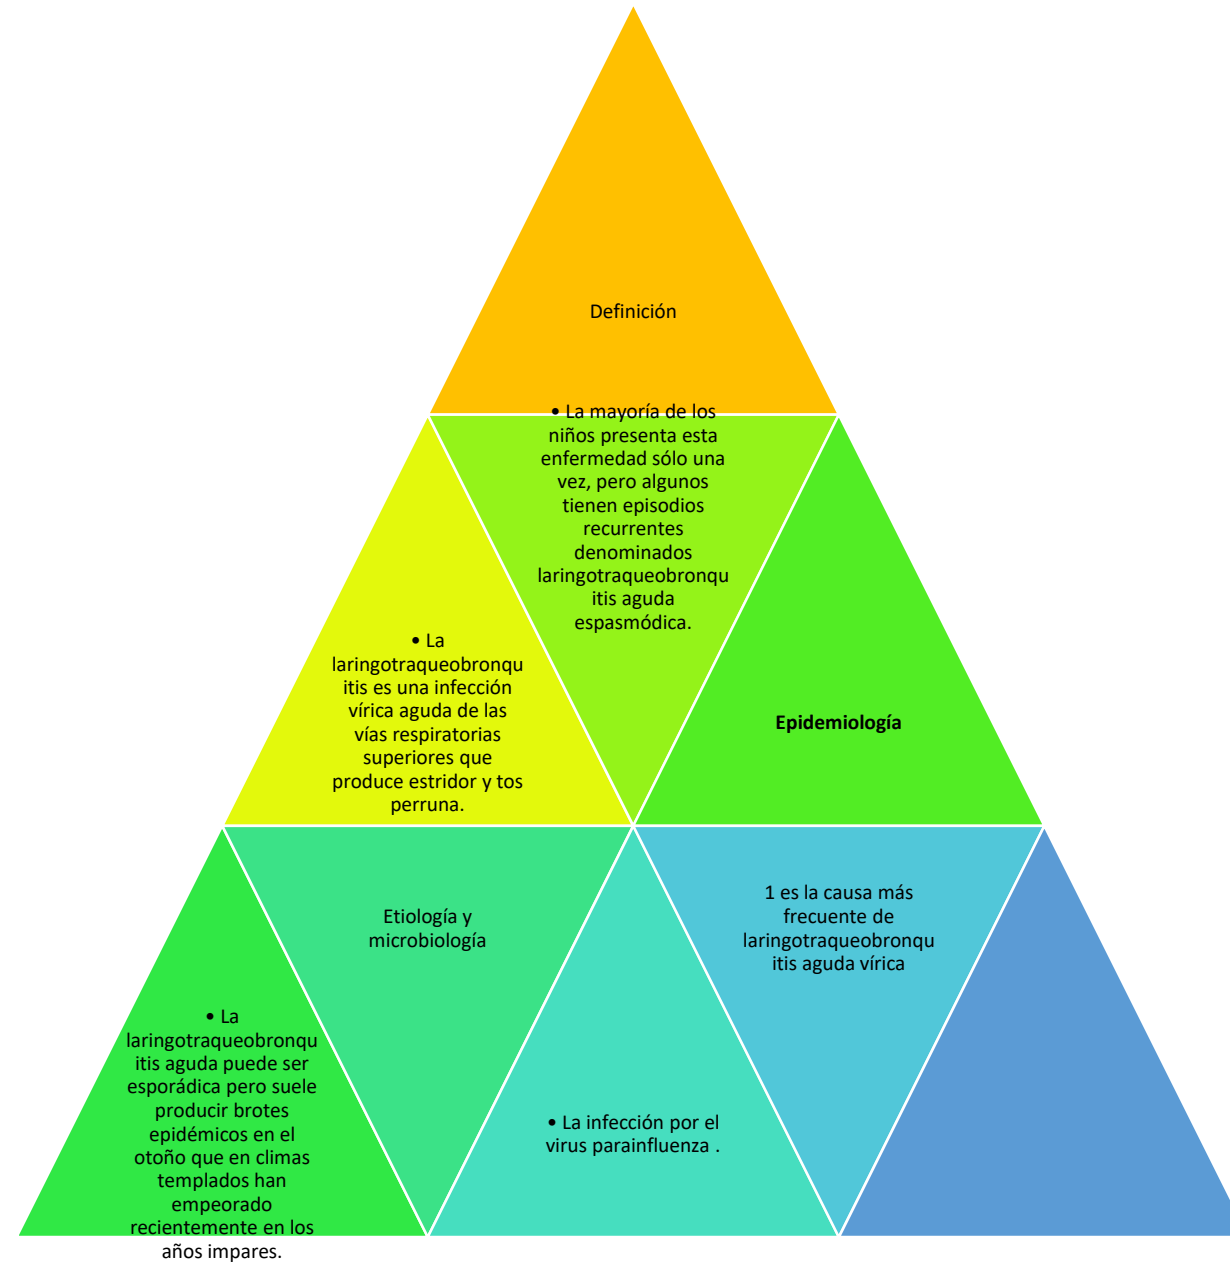 Definición
• La mayoría de los
niños presenta esta
enfermedad sólo una
vez, pero algunos
tienen episodios
recurrentes
denominados
laringotraqueobronqu
itis aguda
espasmódica.
• La
laringotraqueobronqu
itis es una infección
vírica aguda de las
vías respiratorias
superiores que
produce estridor y tos
perruna.
Epidemiología
Etiología y
microbiología
1 es la causa más
frecuente de
laringotraqueobronqu
itis aguda vírica
• La
laringotraqueobronqu
itis aguda puede ser
esporádica pero suele
producir brotes
epidémicos en el
otoño que en climas
templados han
empeorado
recientemente en los
años impares.
• La infección por el
virus parainfluenza .